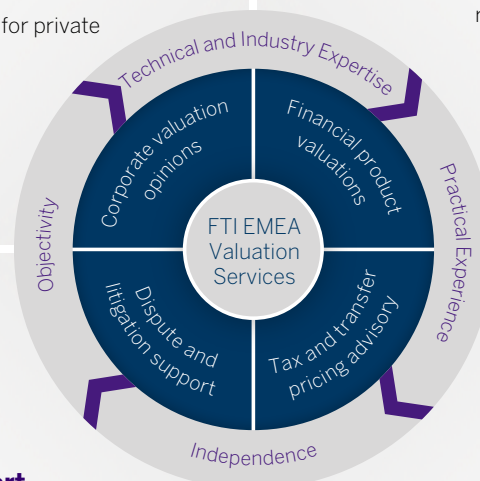 for private
Technical and Industry Expertise
Corporate valuation
opinions
Financial product
valuations
Objectivity
FTI EMEA
Valuation
Services
Practical Experience
Dispute and
litigation support
Tax and transfer
pricing advisory
Independence